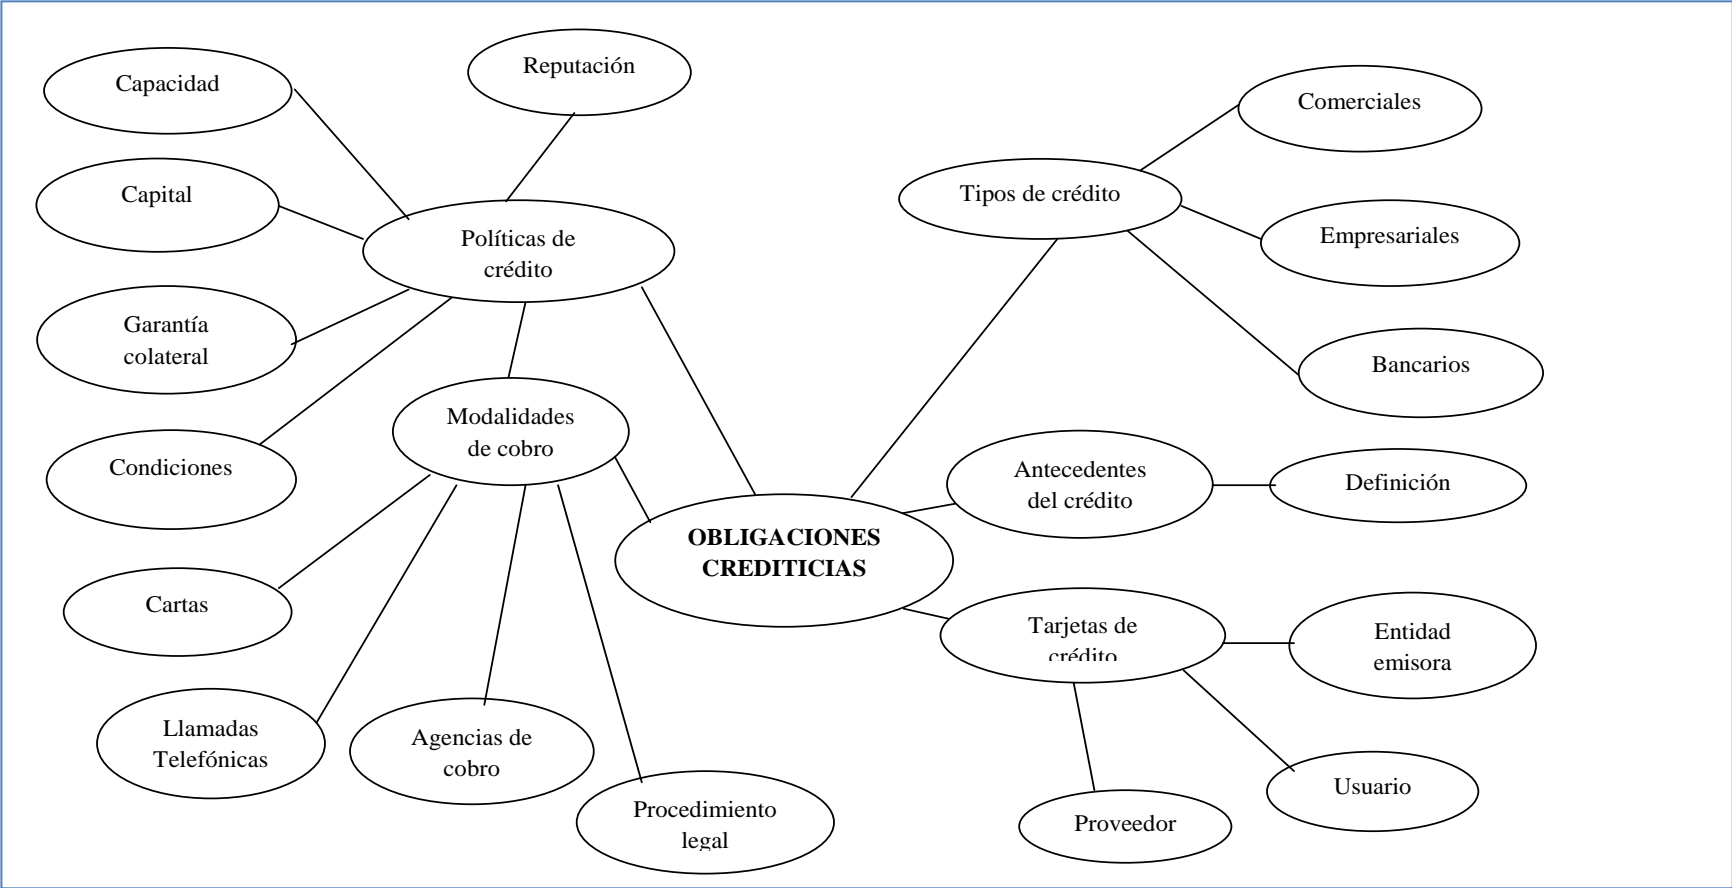 Reputación
Capacidad
Capital
Políticas de
crédito
Garantía
colateral
Condiciones
Modalidades
de cobro
Cartas
Llamadas
Telefónicas
Agencias de
cobro
Procedimiento
legal
OBLIGACIONES
CREDITICIAS
Tipos de crédito
Comerciales
Empresariales
Bancarios
Antecedentes
del crédito
Definición
Tarjetas de
crédito
Entidad
emisora
Usuario
Proveedor